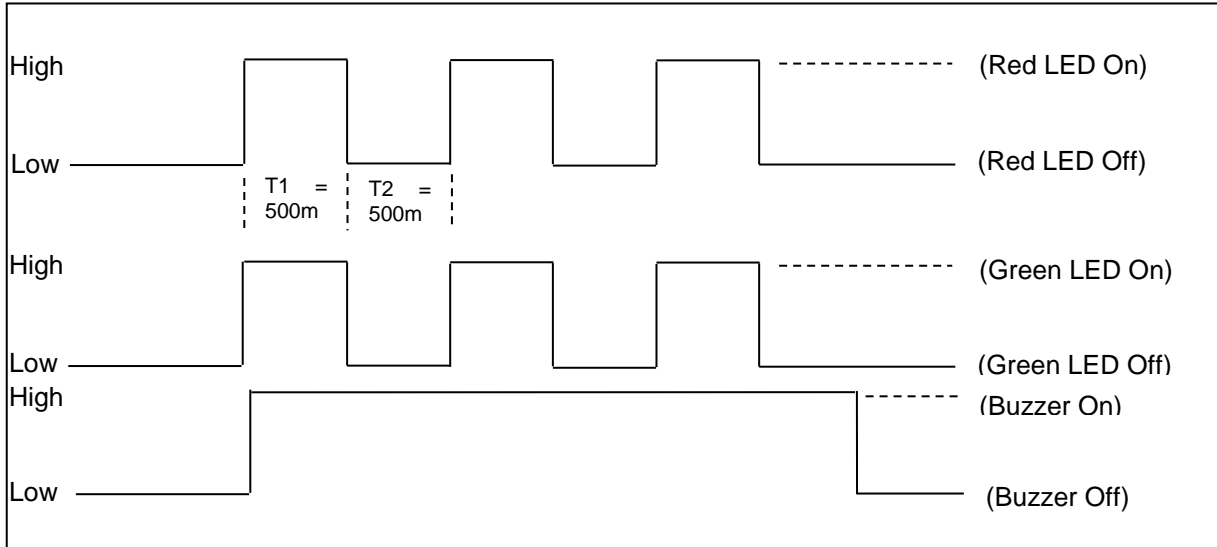 High (Red LED On)
Low (Red LED Off)
T1 = T2 =
500m 500m
High (Green LED On)
Low (Green LED Off)
High (Buzzer On)
Low (Buzzer Off)